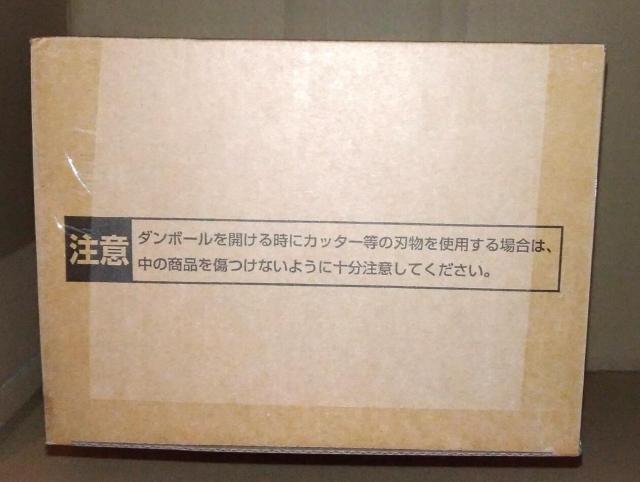 注意
ダンボールを開ける時にカッター等の刃物を使用する場合は、
中の商品を傷つけないように十分注意してください。